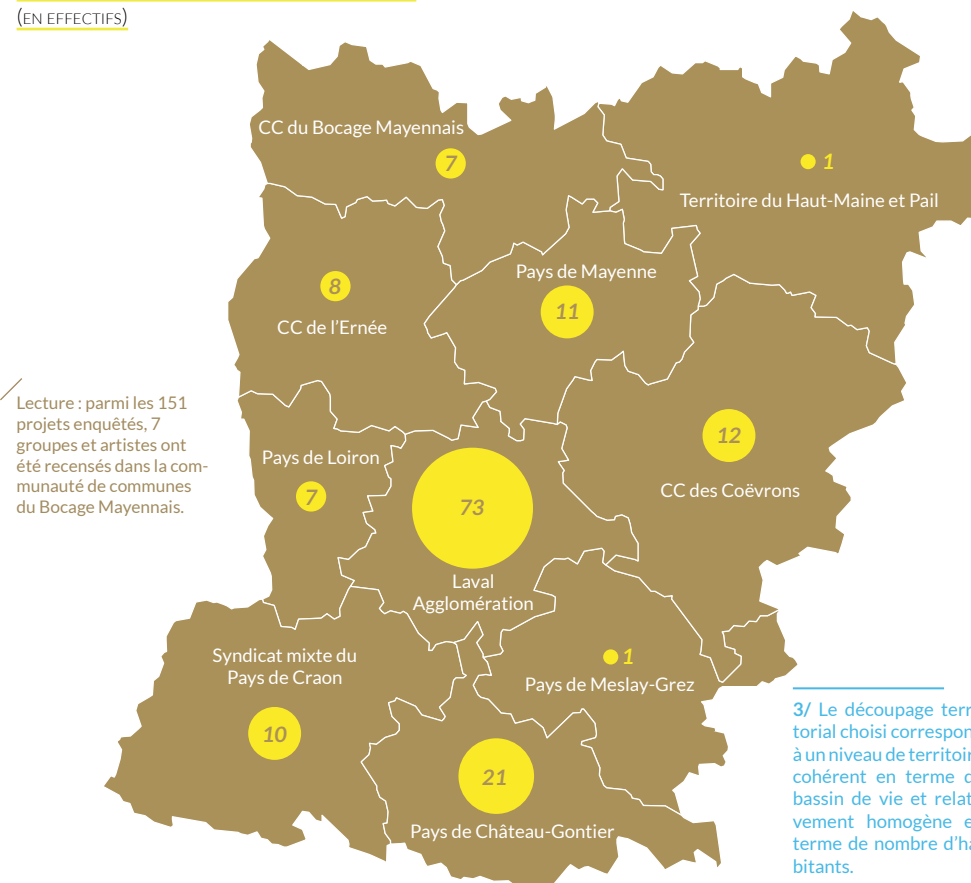 (EN EFFECTIFS)
CC du Bocage Mayennais
7
1
Territoire du Haut-Maine et Pail
Pays de Mayenne
11
8
CC de l'Ernée
Lecture : parmi les 151
projets enquêtés, 7
groupes et artistes ont
été recensés dans la com-
munauté de communes
du Bocage Mayennais.
Pays de Loiron
7
73
Laval
Agglomération
12
CC des Coëvrons
Syndicat mixte du
Pays de Craon
10
1
Pays de Meslay-Grez
21
Pays de Château-Gontier
3/ Le découpage terr
torial choisi correspon
à un niveau de territoir
cohérent en terme d
bassin de vie et relat
vement homogène e
terme de nombre d'ha
bitants.